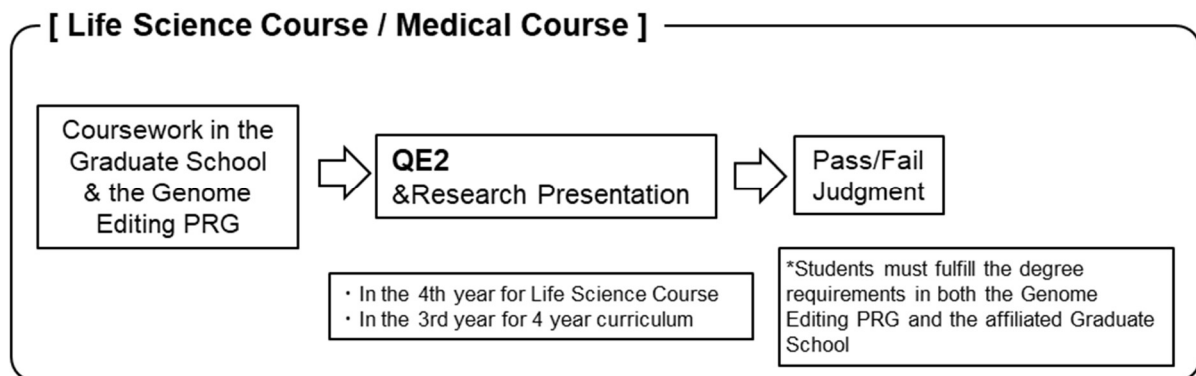 [ Life Science Course / Medical Course ]
Coursework in the
Graduate School
& the Genome
Editing PRG
QE2
&Research Presentation
Pass/Fail
Judgment
・In the 4th year for Life Science Course
・In the 3rd year for 4 year curriculum
*Students must fulfill the degree
requirements in both the Genome
Editing PRG and the affiliated Graduate
School